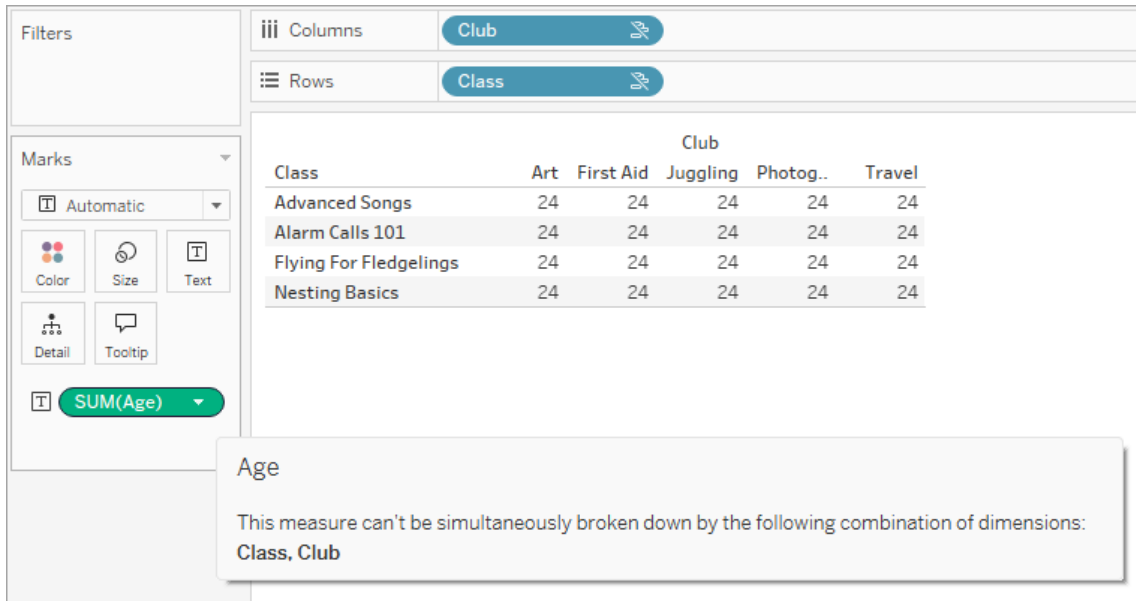 Filters
Columns Club
Rows Class
Marks
Automatic
Color Size Text
Detail Tooltip
SUM(Age)
Club
Class Art First Aid Juggling Photog.. Travel
Advanced Songs 24 24 24 24 24
Alarm Calls 101 24 24 24 24 24
Flying For Fledgelings 24 24 24 24 24
Nesting Basics 24 24 24 24 24
Age
This measure can't be simultaneously broken down by the following combination of dimensions:
Class, Club